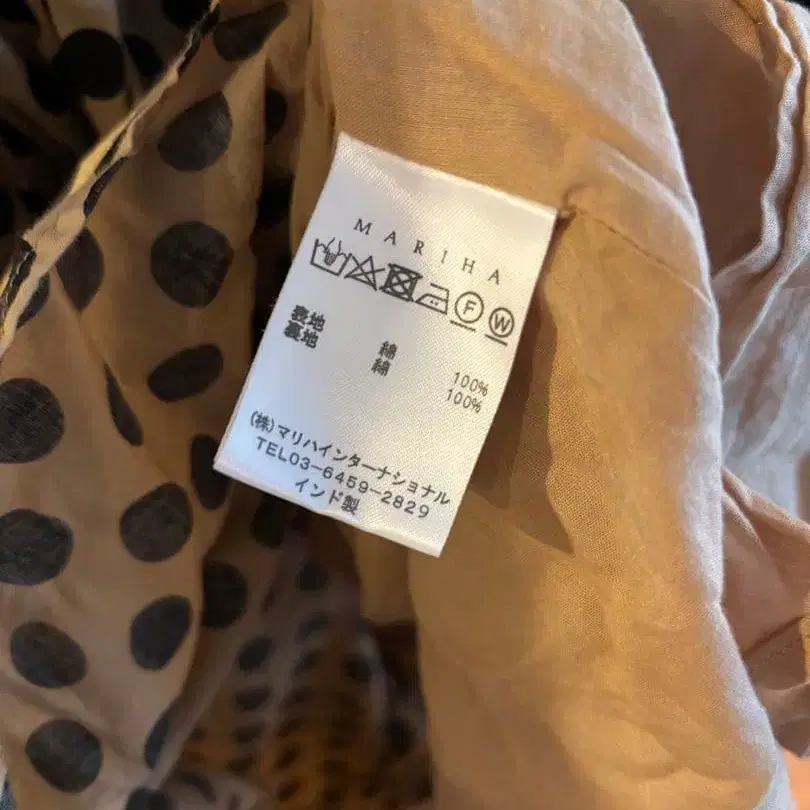 MARIHA
F W
表地 綿 100%
裏地 綿 100%
(株)マリハインターナショナル
TEL03-6459-2829
インド製